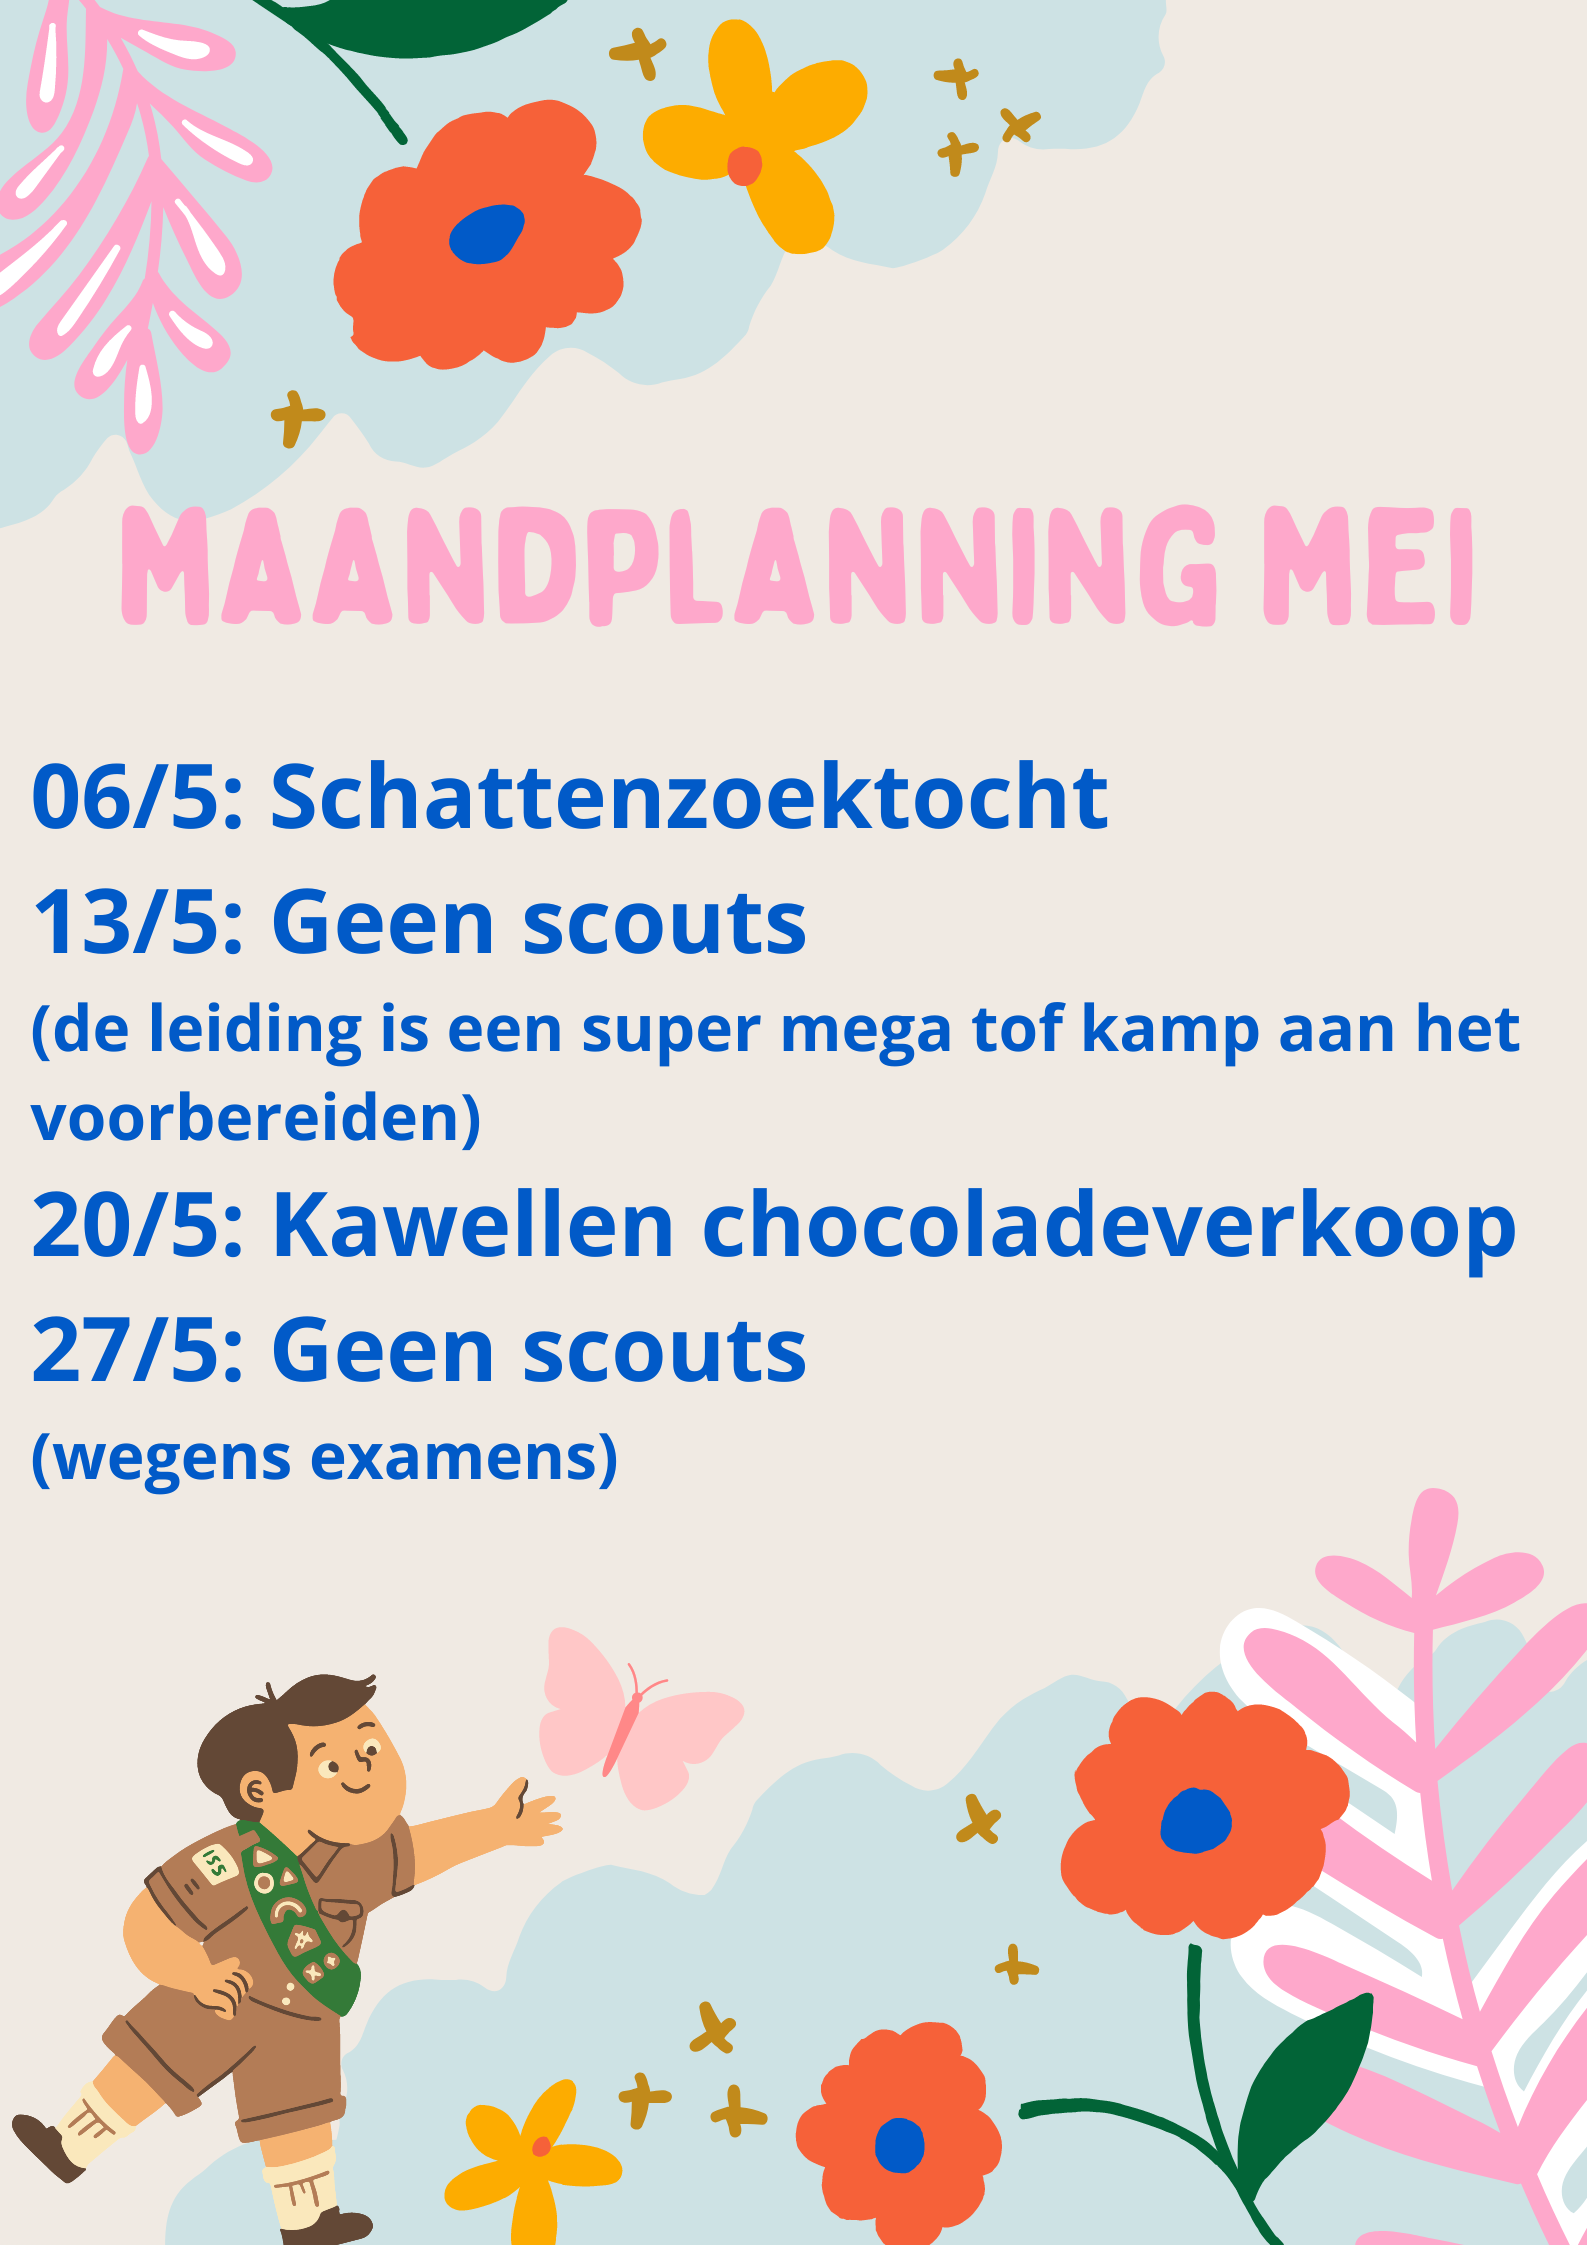 MAANDPLANNING MEI
06/5: Schattenzoektocht
13/5: Geen scouts
(de leiding is een super mega tof kamp aan het
voorbereiden)
20/5: Kawellen chocoladeverkoop
27/5: Geen scouts
(wegens examens)